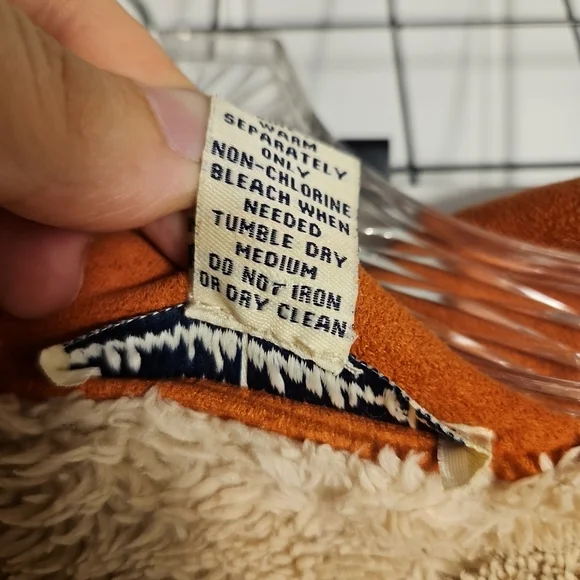 WARM
SEPARATELY
ONLY
NON-CHLORINE
BLEACH WHEN
NEEDED
TUMBLE DRY
MEDIUM
DO NOT IRON
OR DRY CLEAN